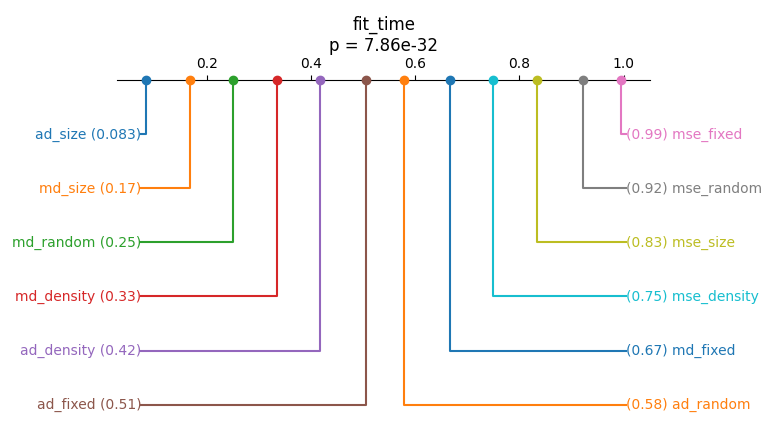 fit_time
p = 7.86e-32
0.2 0.4 0.6 0.8 1.0
ad_size (0.083) (0.99) mse_fixed
md_size (0.17) (0.92) mse_random
md_random (0.25) (0.83) mse_size
md_density (0.33) (0.75) mse_density
ad_density (0.42) (0.67) md_fixed
ad_fixed (0.51) (0.58) ad_random